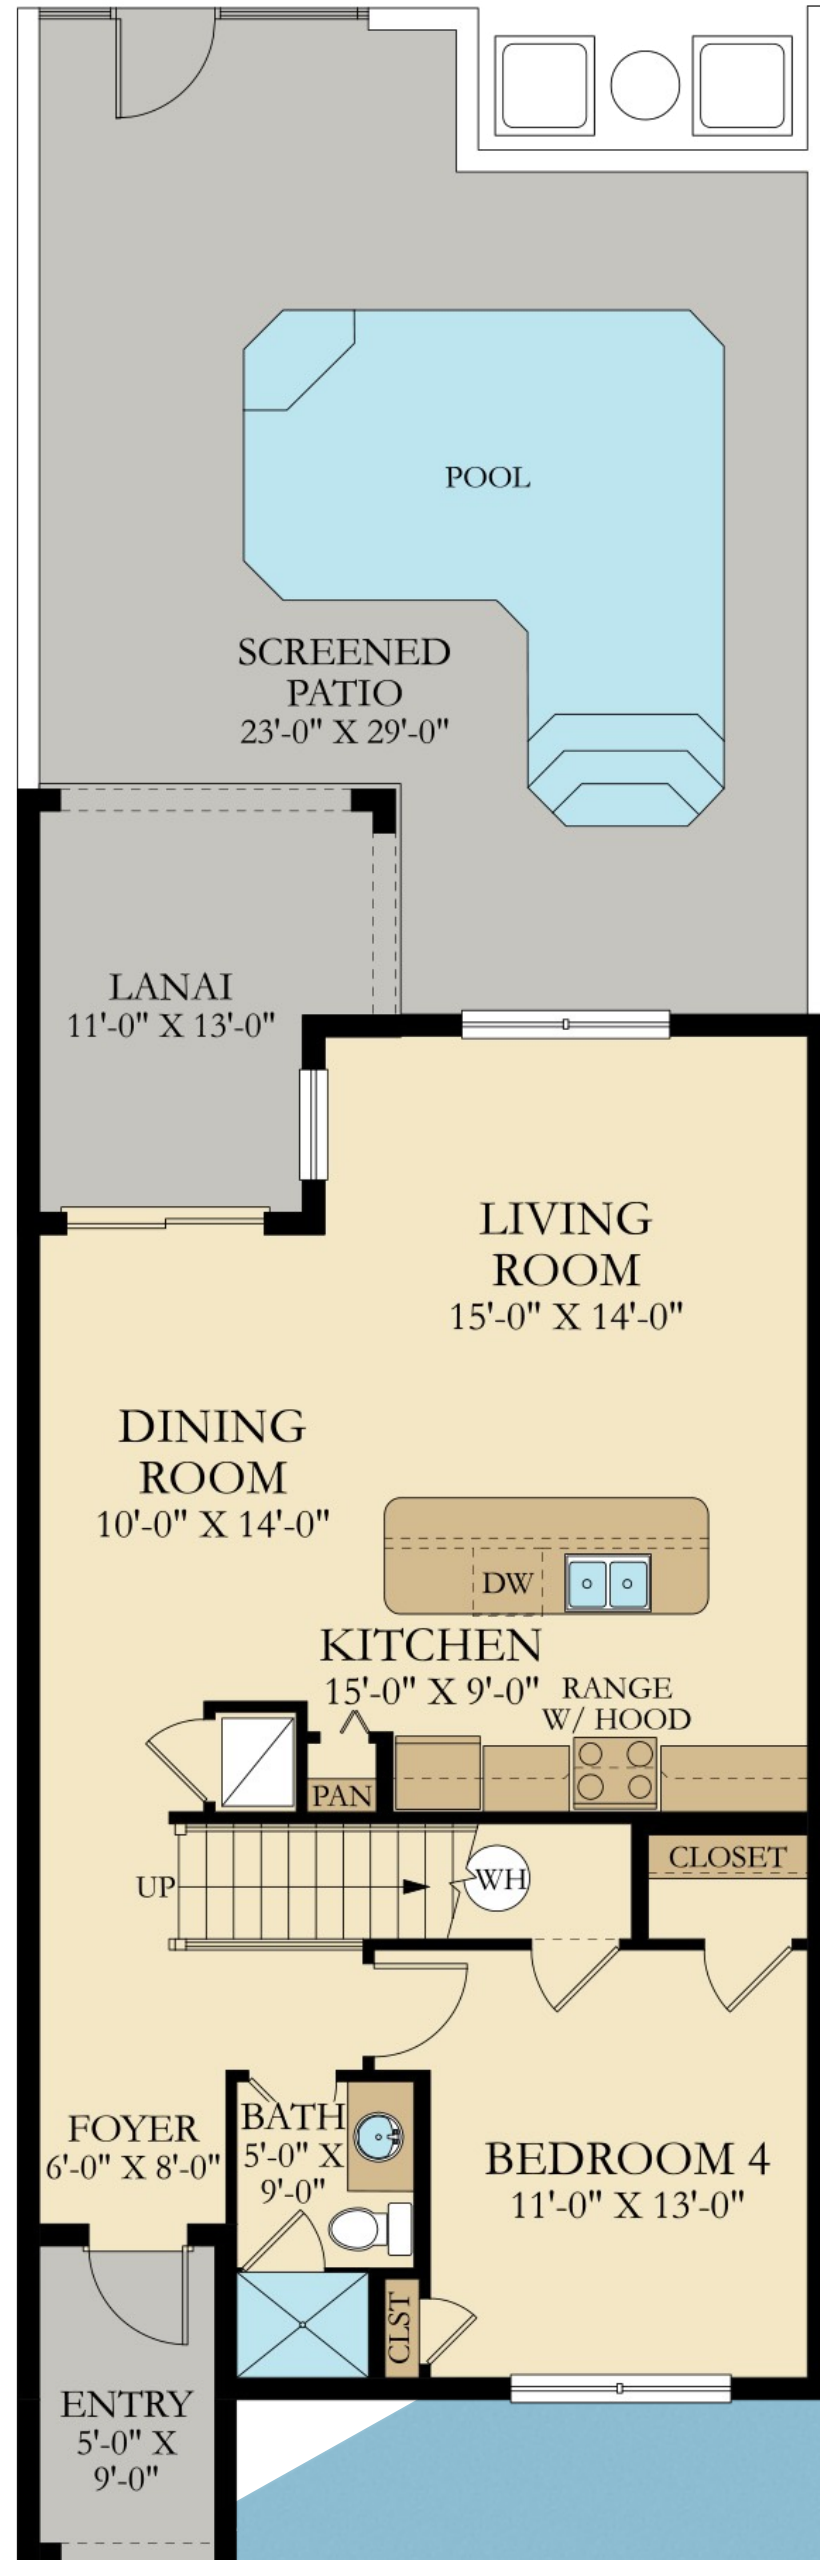 POOL
SCREENED
PATIO
23'-0" X 29'-0"
LANAI
11'-0" X 13'-0"
LIVING
ROOM
15'-0" X 14'-0"
DINING
ROOM
10'-0" X 14'-0"
DW
KITCHEN
15'-0" X 9'-0"
RANGE
W/ HOOD
PAN
CLOSET
UP
WH
FOYER
6'-0" X 8'-0"
BATH
5'-0" X
9'-0"
BEDROOM 4
11'-0" X 13'-0"
CLST
ENTRY
5'-0" X
9'-0"